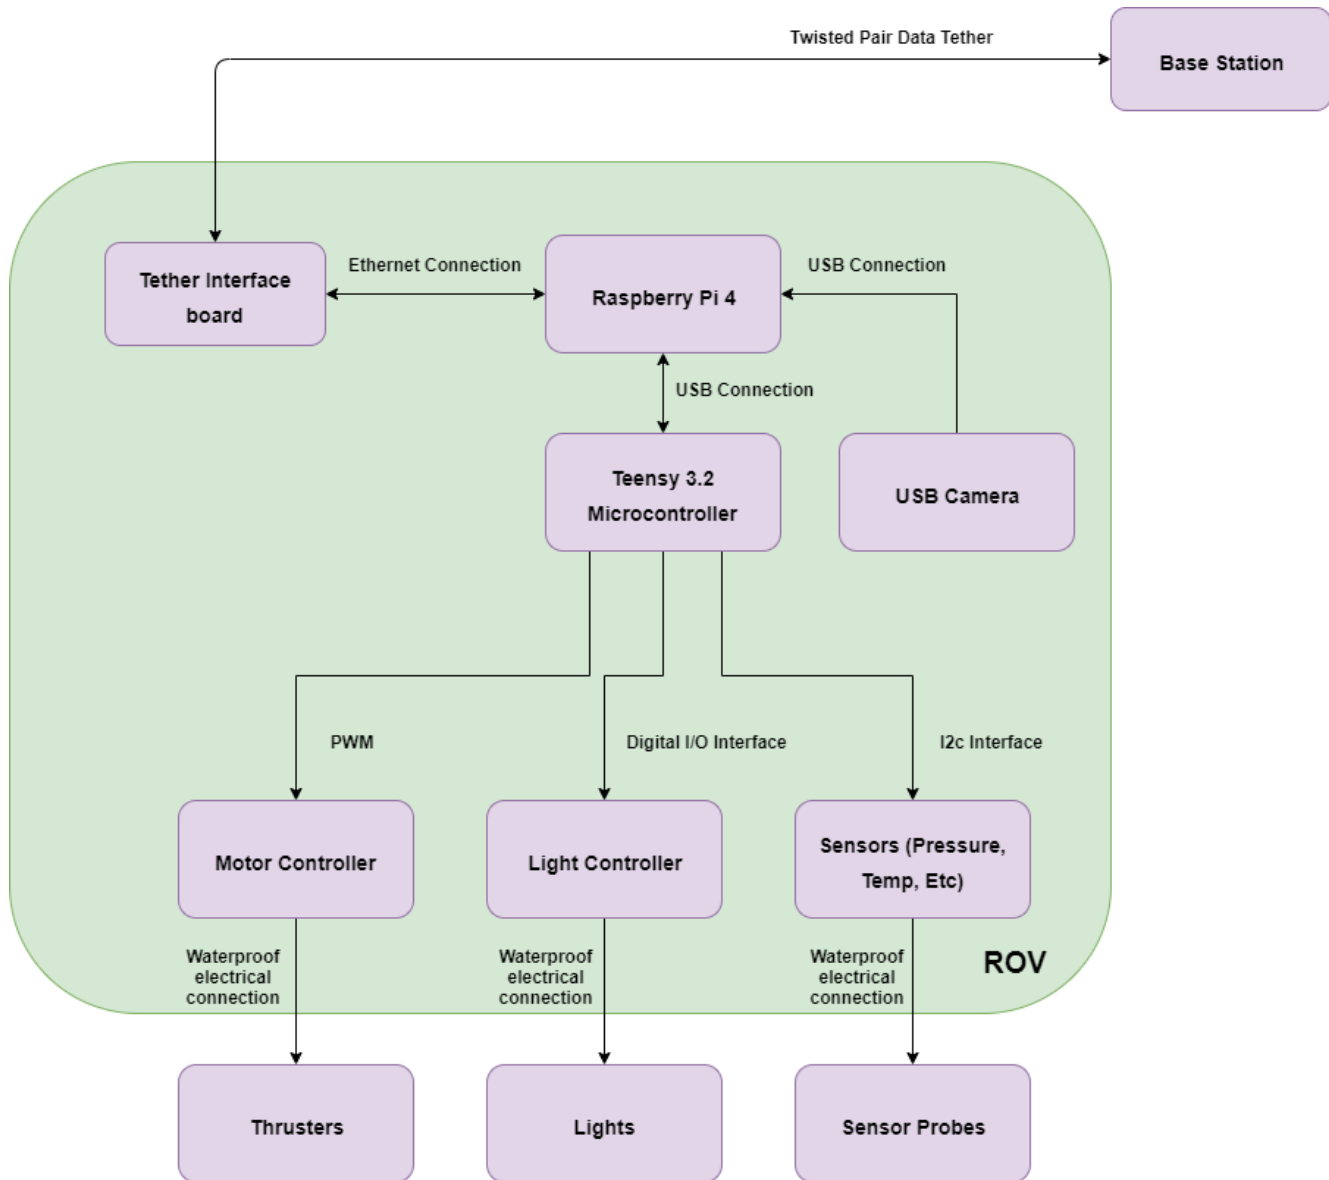 Twisted Pair Data Tether
Base Station
Tether Interface
board
Ethernet Connection
Raspberry Pi 4
USB Connection
USB Connection
Teensy 3.2
Microcontroller
USB Camera
PWM
Digital I/O Interface
I2c Interface
Motor Controller
Light Controller
Sensors (Pressure,
Temp, Etc)
Waterproof
electrical
connection
Waterproof
electrical
connection
Waterproof
electrical
connection
ROV
Thrusters
Lights
Sensor Probes